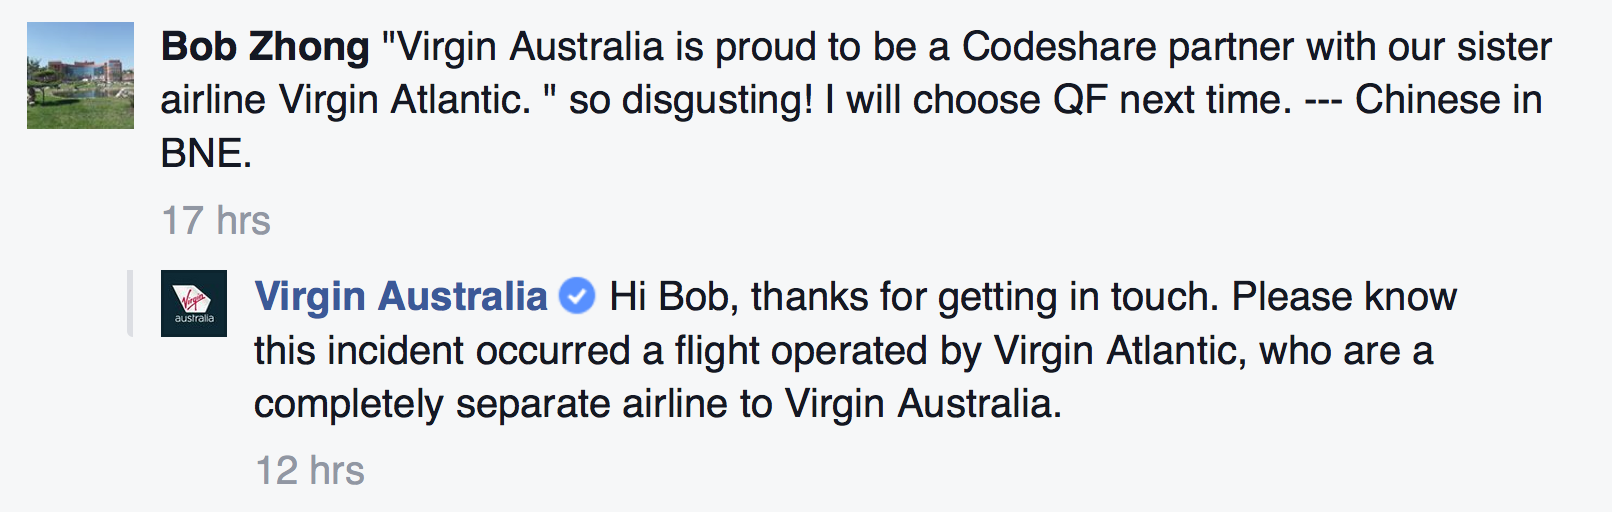 Bob Zhong "Virgin Australia is proud to be a Codeshare partner with our sister
airline Virgin Atlantic. " so disgusting! I will choose QF next time. --- Chinese in
BNE.
17 hrs
Virgin
australia
Virgin Australia Hi Bob, thanks for getting in touch. Please know
this incident occurred a flight operated by Virgin Atlantic, who are a
completely separate airline to Virgin Australia.
12 hrs